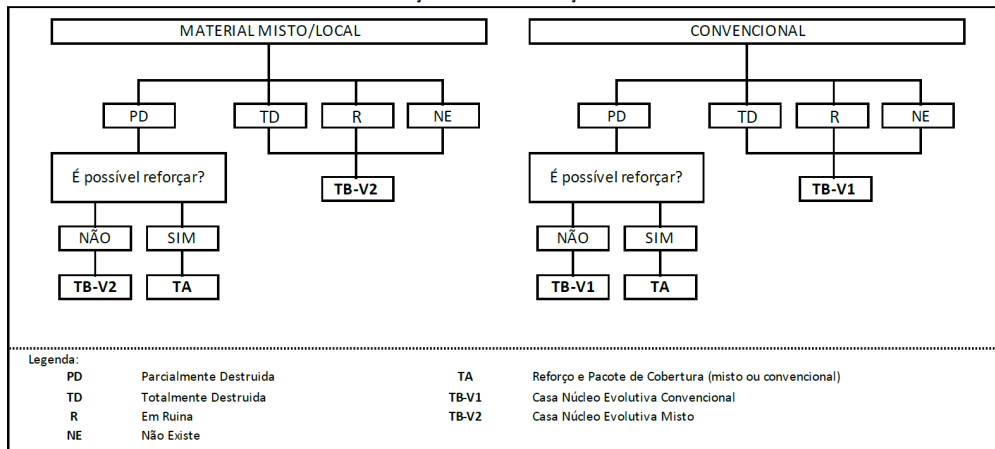 MATERIAL MISTO/LOCAL CONVENCIONAL
PD TD R NE PD TD R NE
É possível reforçar? TB-V2 É possível reforçar? TB-V1
NÃO SIM NÃO SIM
TB-V2 TA TB-V1 TA
Legenda:
PD Parcialmente Destruida TA Reforço e Pacote de Cobertura (misto ou convencional)
TD Totalmente Destruida TB-V1 Casa Núcleo Evolutiva Convencional
R Em Ruina TB-V2 Casa Núcleo Evolutiva Misto
NE Não Existe